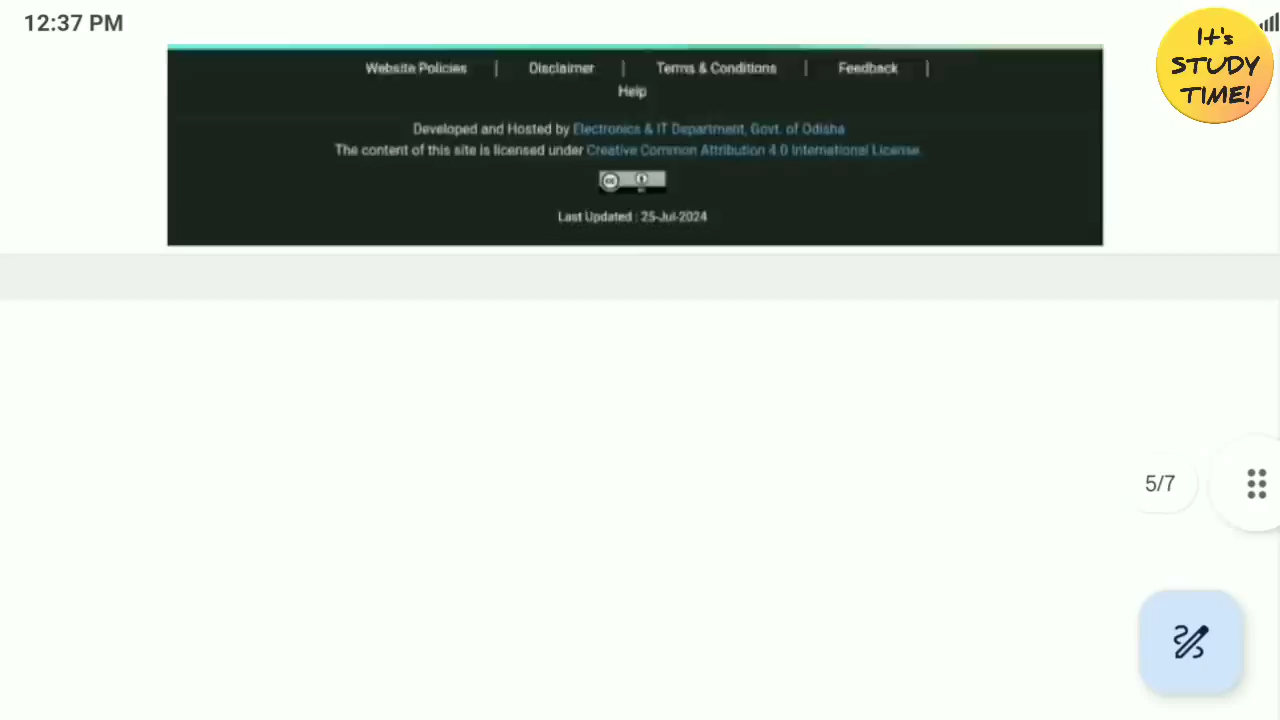 12:37 PM
It's
STUDY
TIME!
Website Policies | Disclaimer | Terms & Conditions | Feedback |
Help
Developed and Hosted by Electronics & IT Department, Govt. of Odisha
The content of this site is licensed under Creative Common Attribution 4.0 International License.
cc
Last Updated : 25-Jul-2024
5/7